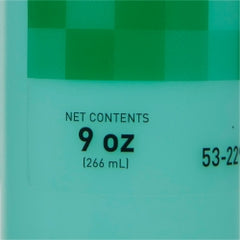 NET CONTENTS
9 oz
(266 mL)